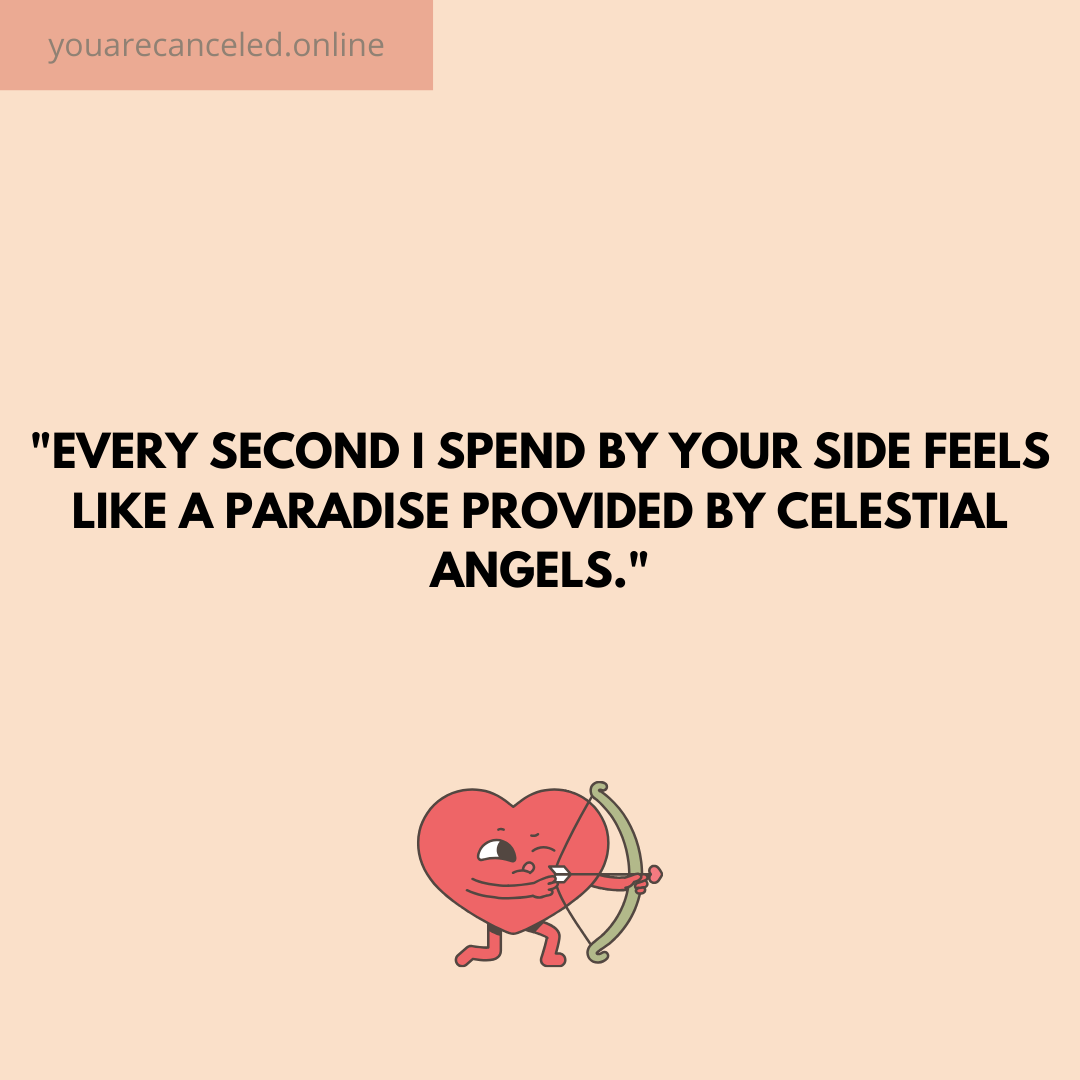 youarecanceled.online
"EVERY SECOND I SPEND BY YOUR SIDE FEELS
LIKE A PARADISE PROVIDED BY CELESTIAL
ANGELS."